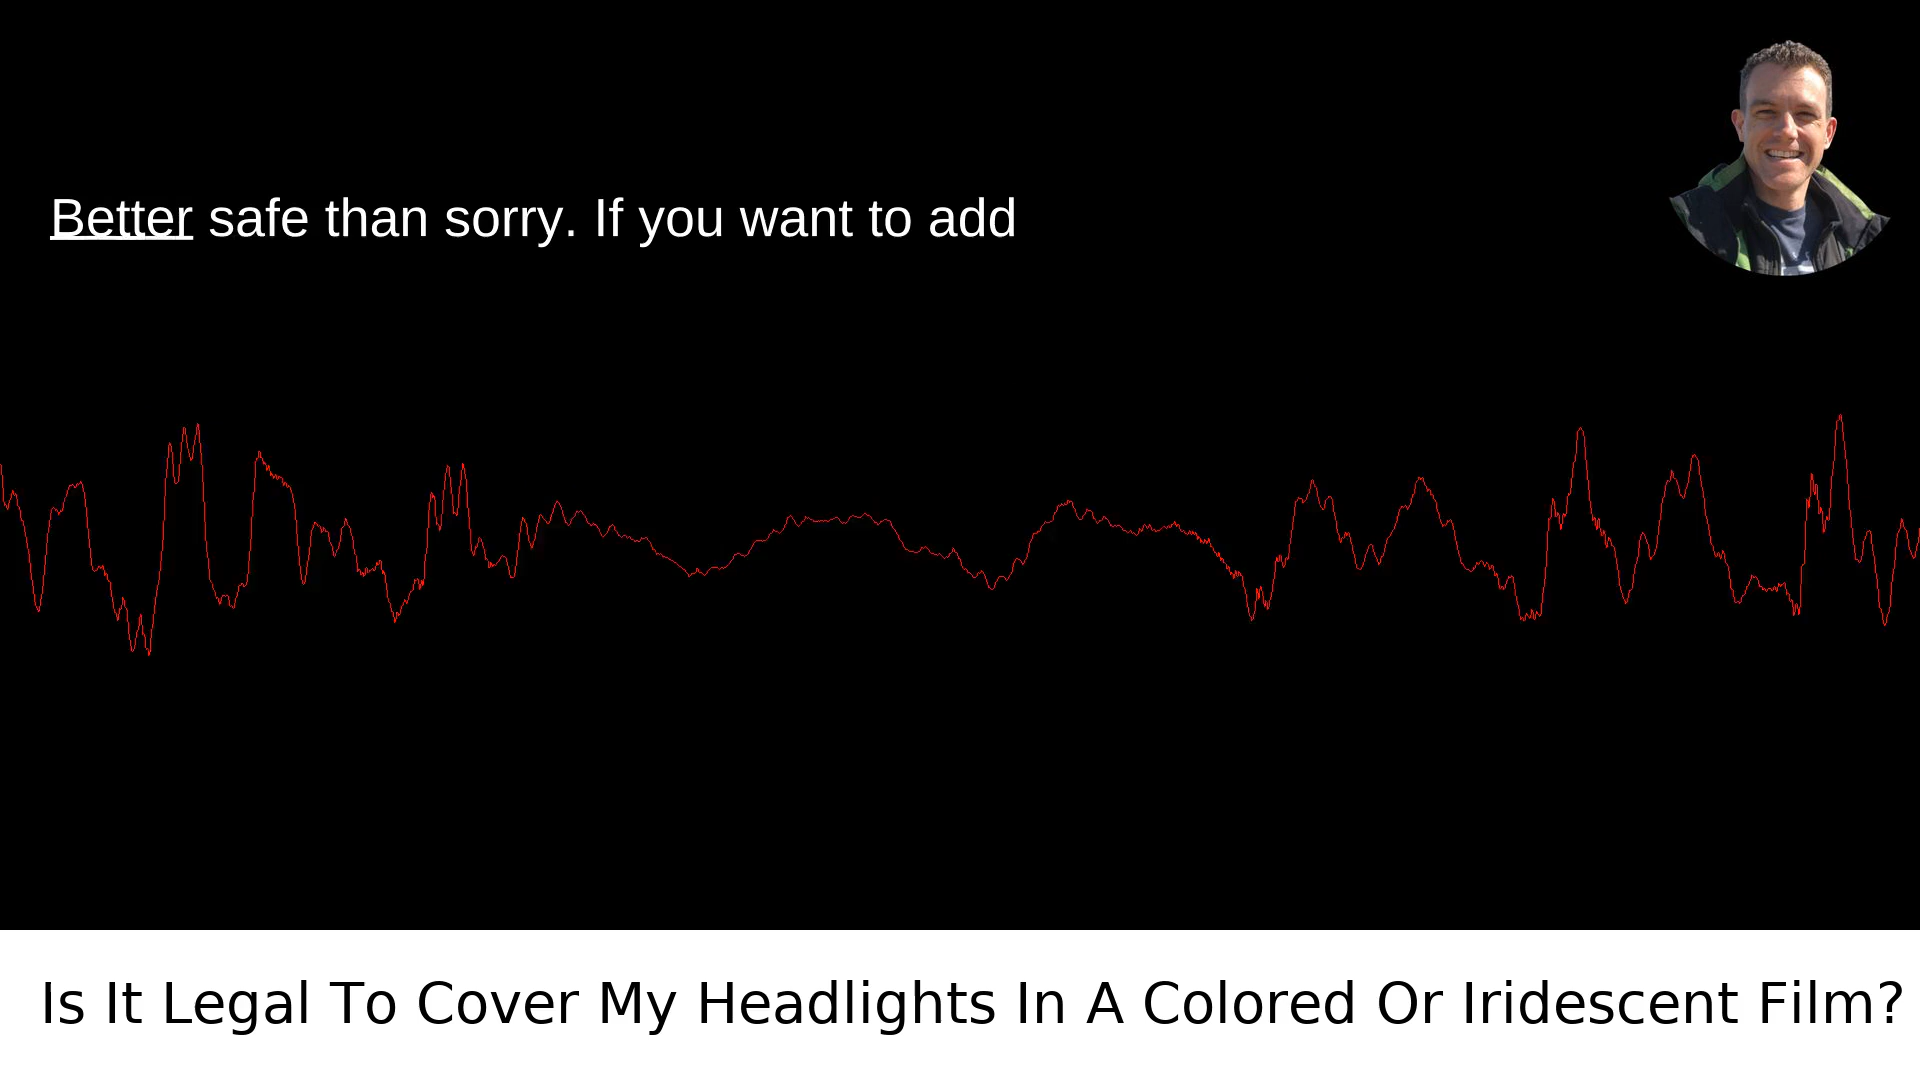 Better safe than sorry. If you want to add
Is It Legal To Cover My Headlights In A Colored Or Iridescent Film?